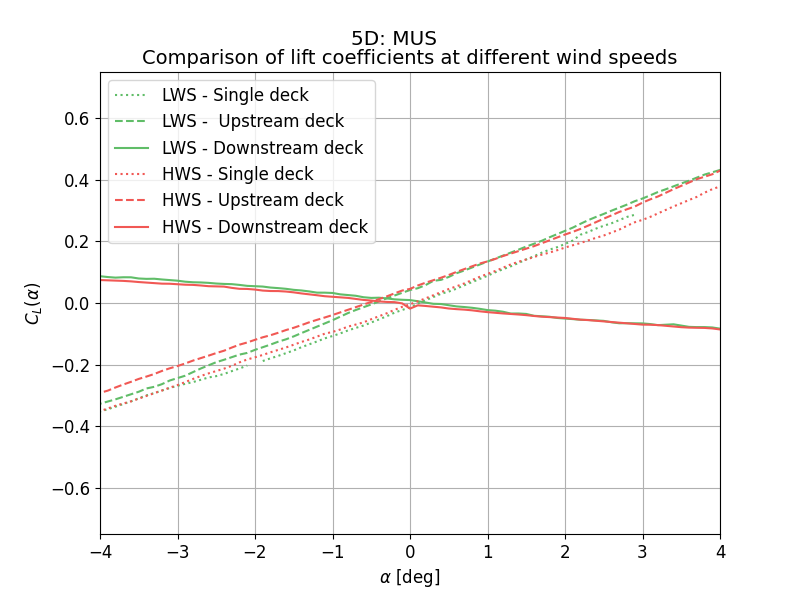 5D: MUS
Comparison of lift coefficients at different wind speeds
LWS - Single deck
LWS -  Upstream deck
LWS - Downstream deck
HWS - Single deck
HWS - Upstream deck
HWS - Downstream deck
0.6
0.4
0.2
0.0
−0.2
−0.4
−0.6
C_L(α)
−4 −3 −2 −1 0 1 2 3 4
α [deg]